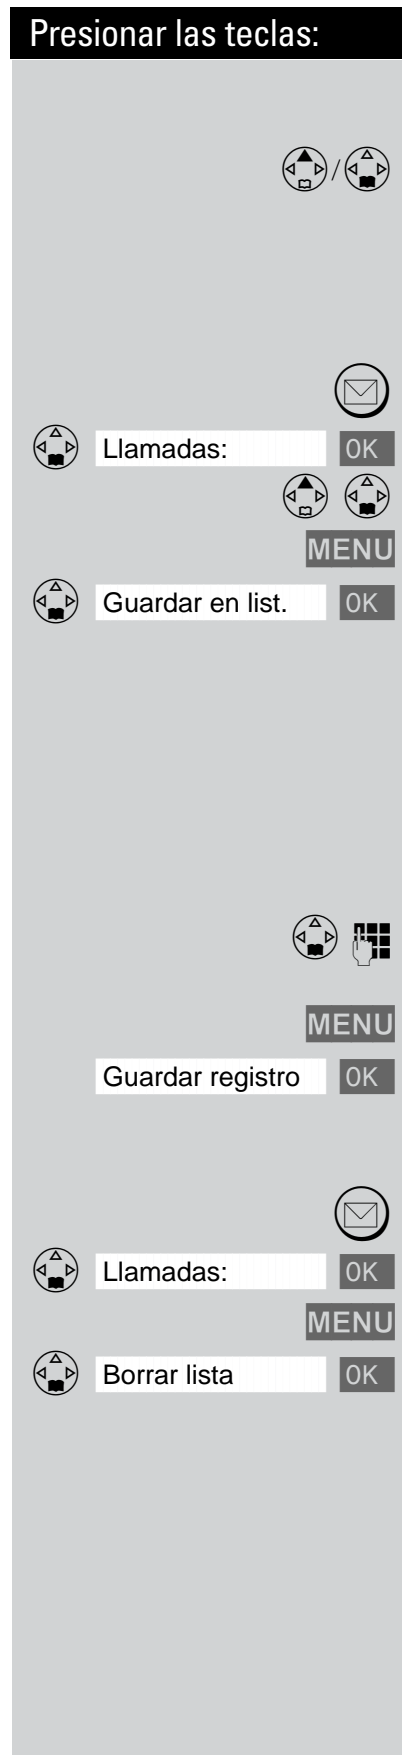 Presionar las teclas:
/
Llamadas: OK
MENU
Guardar en list. OK
MENU
Guardar registro OK
Llamadas: OK
MENU
Borrar lista OK